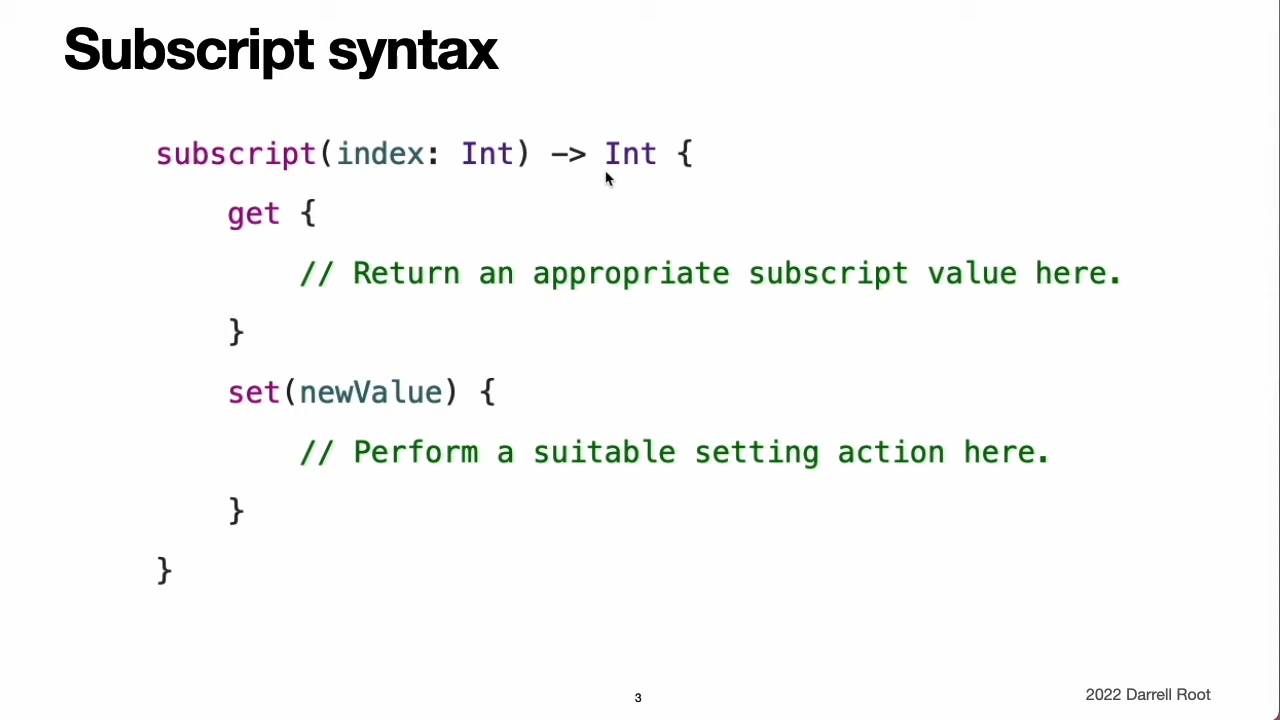 Subscript syntax
subscript(index: Int) -> Int {
get {
// Return an appropriate subscript value here.
}
set(newValue) {
// Perform a suitable setting action here.
}
}
3
2022 Darrell Root